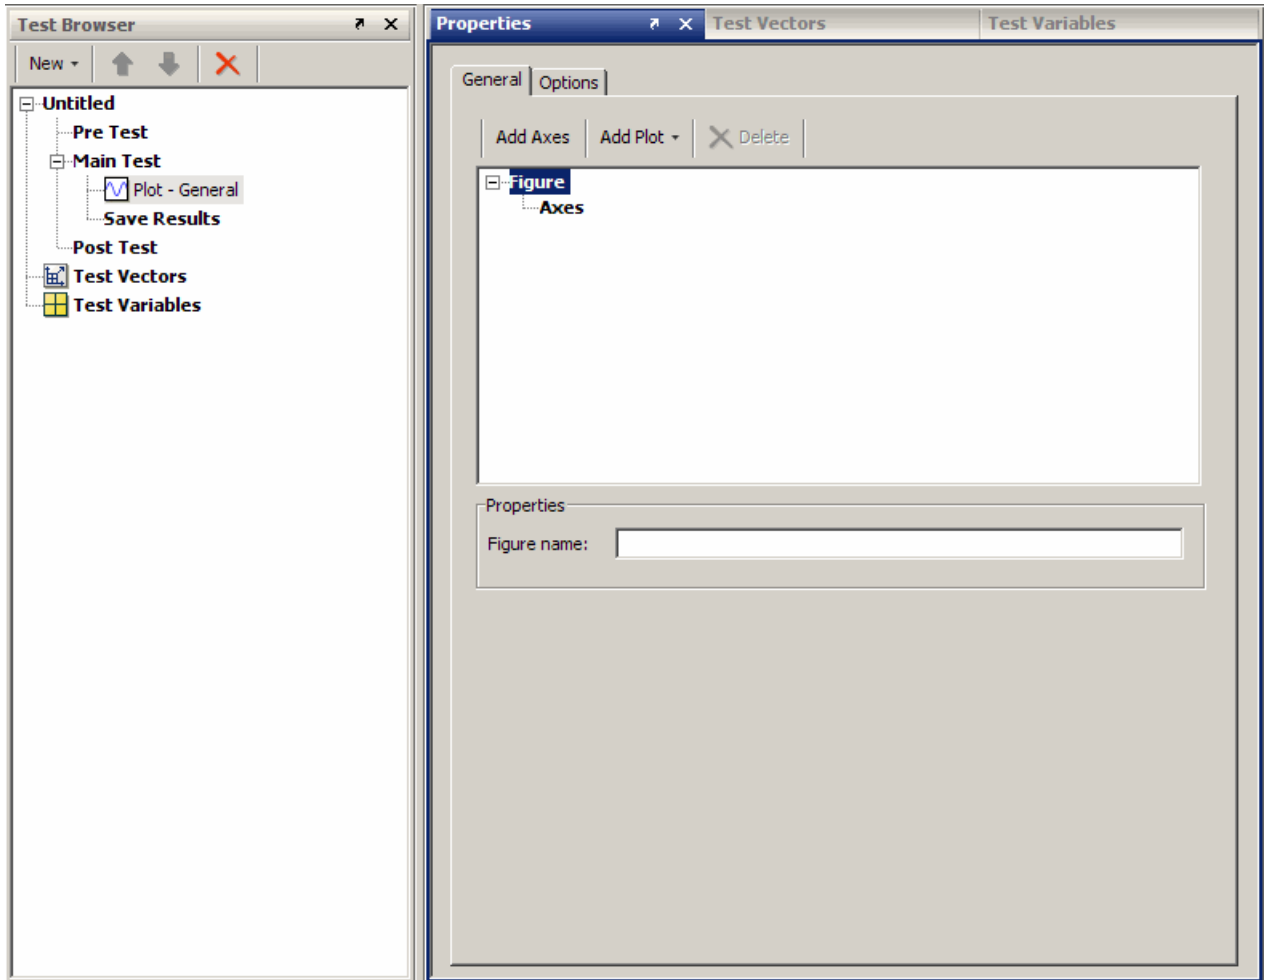 Test Browser
New
Untitled
Pre Test
Main Test
Plot - General
Save Results
Post Test
Test Vectors
Test Variables
Properties
Test Vectors
Test Variables
General
Options
Add Axes
Add Plot
Delete
Figure
Axes
Properties
Figure name: